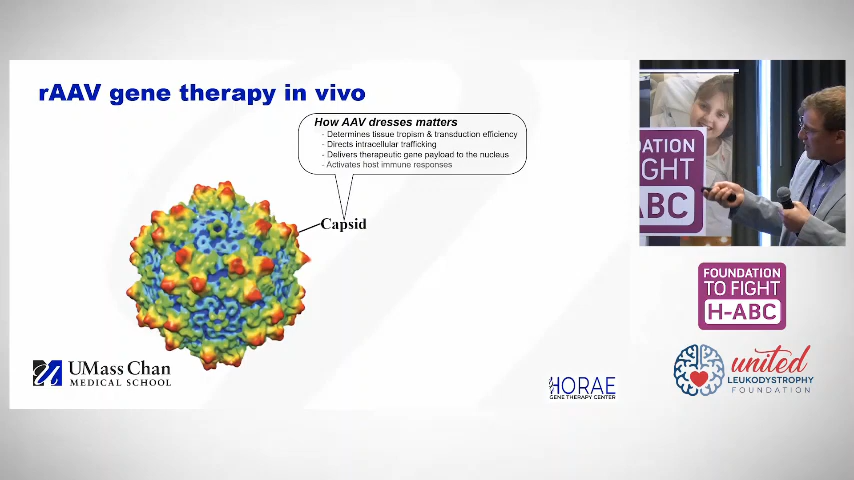 rAAV gene therapy in vivo
How AAV dresses matters
- Determines tissue tropism & transduction efficiency
- Directs intracellular trafficking
- Delivers therapeutic gene payload to the nucleus
- Activates host immune responses
Capsid
UMass Chan
MEDICAL SCHOOL
HORAE
GENE THERAPY CENTER
DATION
GHT
ABC
FOUNDATION
TO FIGHT
H-ABC
united
LEUKODYSTROPHY
FOUNDATION